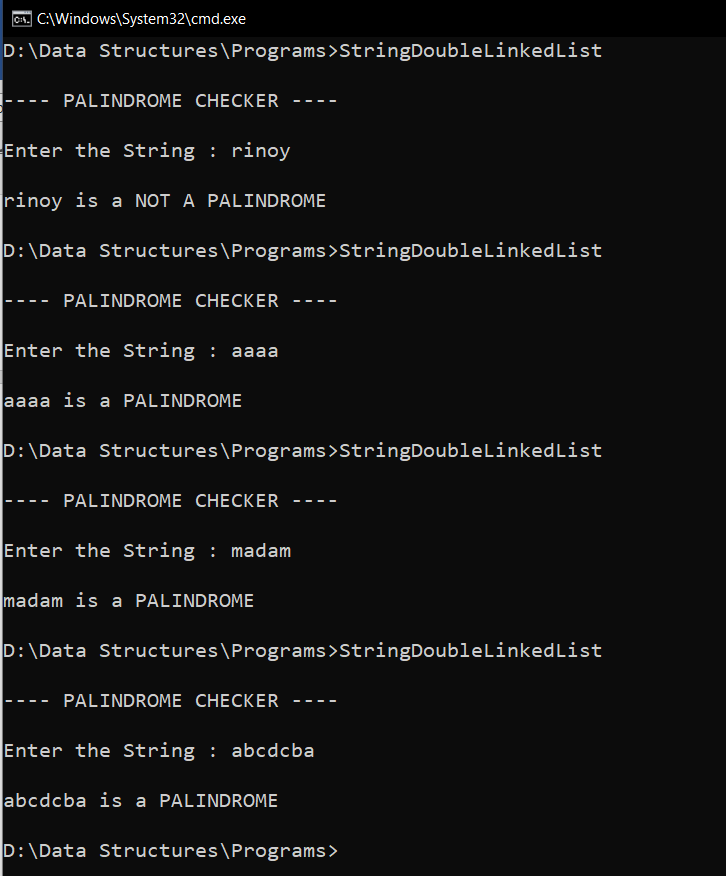 C:\Windows\System32\cmd.exe
D:\Data Structures\Programs>StringDoubleLinkedList
---- PALINDROME CHECKER ----
Enter the String : rinoy
rinoy is a NOT A PALINDROME
D:\Data Structures\Programs>StringDoubleLinkedList
---- PALINDROME CHECKER ----
Enter the String : aaaa
aaaa is a PALINDROME
D:\Data Structures\Programs>StringDoubleLinkedList
---- PALINDROME CHECKER ----
Enter the String : madam
madam is a PALINDROME
D:\Data Structures\Programs>StringDoubleLinkedList
---- PALINDROME CHECKER ----
Enter the String : abcdcba
abcdcba is a PALINDROME
D:\Data Structures\Programs>